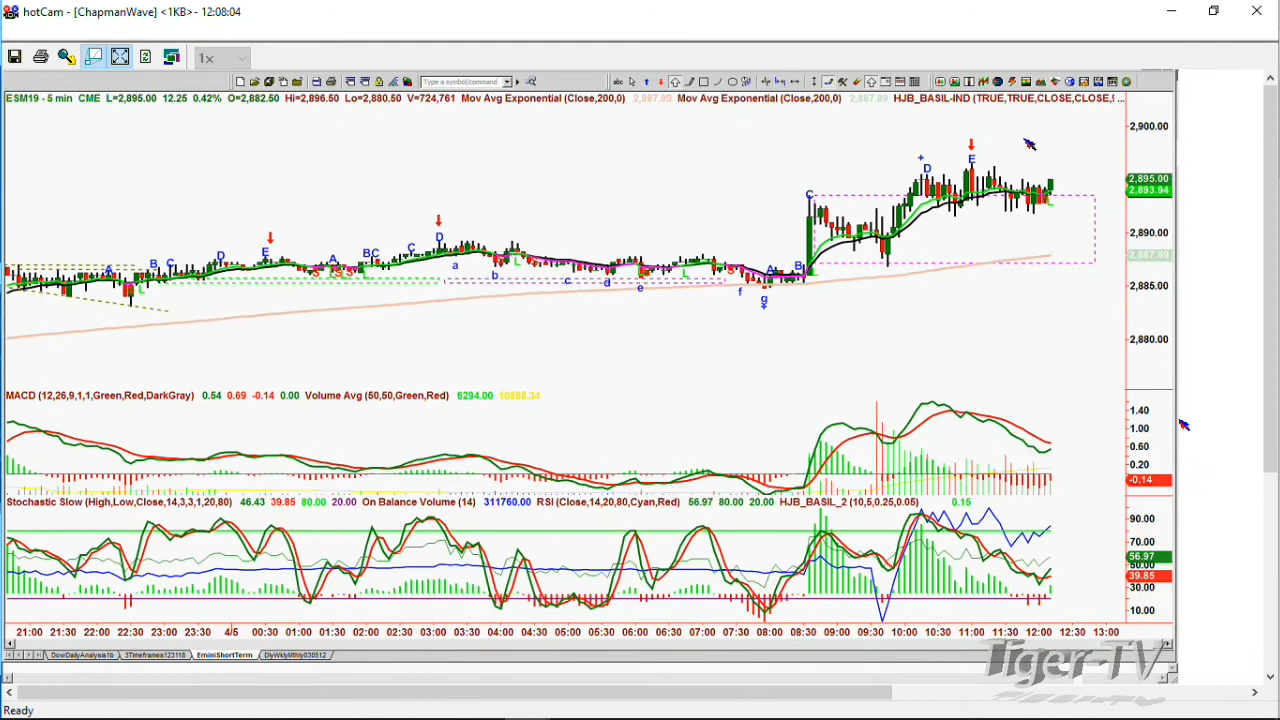 hotCam - [ChapmanWave] <1KB> - 12:08:04
1x
Type a symbol/command
abc
ESM19 - 5 min CME L=2,895.00 12.25 0.42% O=2,882.50 Hi=2,896.50 Lo=2,880.50 V=724,761 Mov Avg Exponential (Close,200,0) 2,887.89 Mov Avg Exponential (Close,200,0) 2,887.89 HJB_BASIL-IND (TRUE,TRUE,CLOSE,CLOSE,9 ...
2,900.00
2,895.00
2,893.94
2,890.00
2,887.89
2,885.00
2,880.00
A B C D E A BC C D A B C + D E
L S S S L L L S L L
a b c d e f g
MACD (12,26,9,1,1,Green,Red,DarkGray) 0.54 0.69 -0.14 0.00 Volume Avg (50,50,Green,Red) 6294.00 10888.34
1.40
1.00
0.60
0.20
-0.14
Stochastic Slow (High,Low,Close,14,3,3,1,20,80) 46.43 39.85 80.00 20.00 On Balance Volume (14) 311760.00 RSI (Close,14,20,80,Cyan,Red) 56.97 80.00 20.00 HJB_BASIL_2 (10,5,0.25,0.05) 0.15
90.00
70.00
56.97
50.00
39.85
30.00
10.00
21:00 21:30 22:00 22:30 23:00 23:30 4/5 00:30 01:00 01:30 02:00 02:30 03:00 03:30 04:00 04:30 05:00 05:30 06:00 06:30 07:00 07:30 08:00 08:30 09:00 09:30 10:00 10:30 11:00 11:30 12:00 12:30 13:00
DowDailyAnalysis1b 3Timeframes123118 EminiShortTerm DlyWklyMthly030512
Tiger-TV
Ready